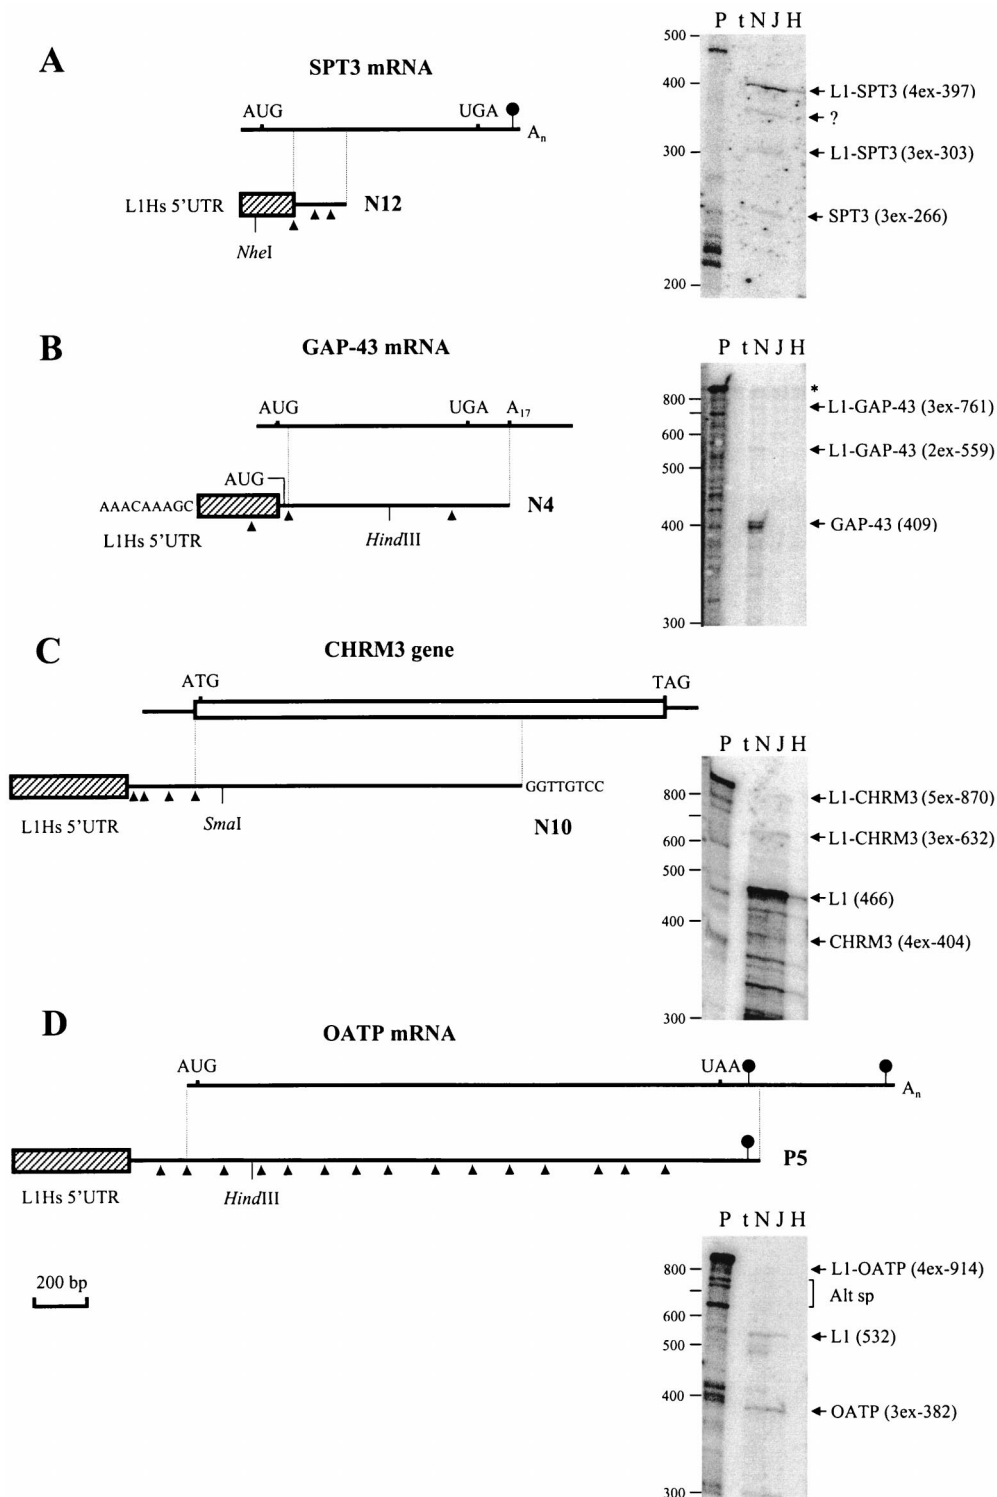 A
SPT3 mRNA
AUG
UGA
An
L1Hs 5’UTR
N12
NheI
P t N J H
500
400
300
200
L1-SPT3 (4ex-397)
?
L1-SPT3 (3ex-303)
SPT3 (3ex-266)
B
GAP-43 mRNA
AUG
UGA
A17
AUG
AAACAAAGC
N4
L1Hs 5’UTR
HindIII
P t N J H
800
600
500
400
300
*
L1-GAP-43 (3ex-761)
L1-GAP-43 (2ex-559)
GAP-43 (409)
C
CHRM3 gene
ATG
TAG
GGTTGTCC
L1Hs 5’UTR
SmaI
N10
P t N J H
800
600
500
400
300
L1-CHRM3 (5ex-870)
L1-CHRM3 (3ex-632)
L1 (466)
CHRM3 (4ex-404)
D
OATP mRNA
AUG
UAA
An
P5
L1Hs 5’UTR
HindIII
200 bp
P t N J H
800
600
500
400
300
L1-OATP (4ex-914)
Alt sp
L1 (532)
OATP (3ex-382)